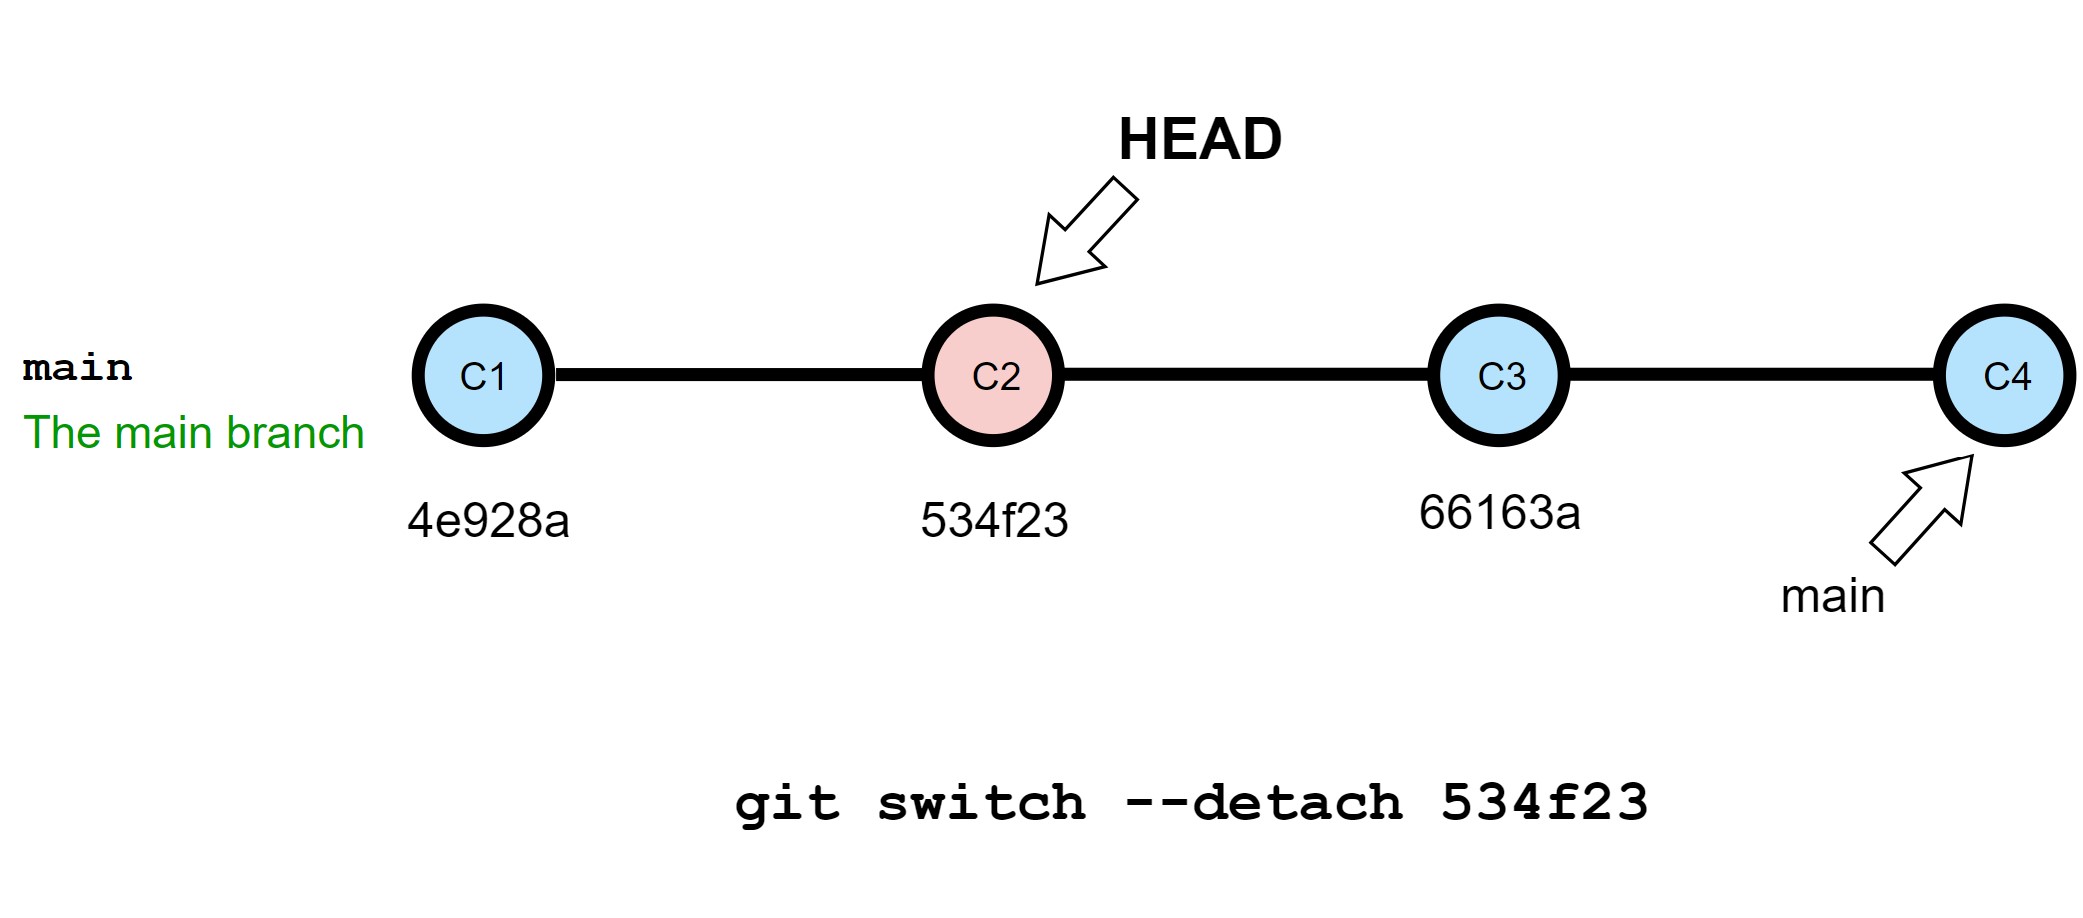 HEAD
main
The main branch
C1
C2
C3
C4
4e928a
534f23
66163a
main
git switch --detach 534f23